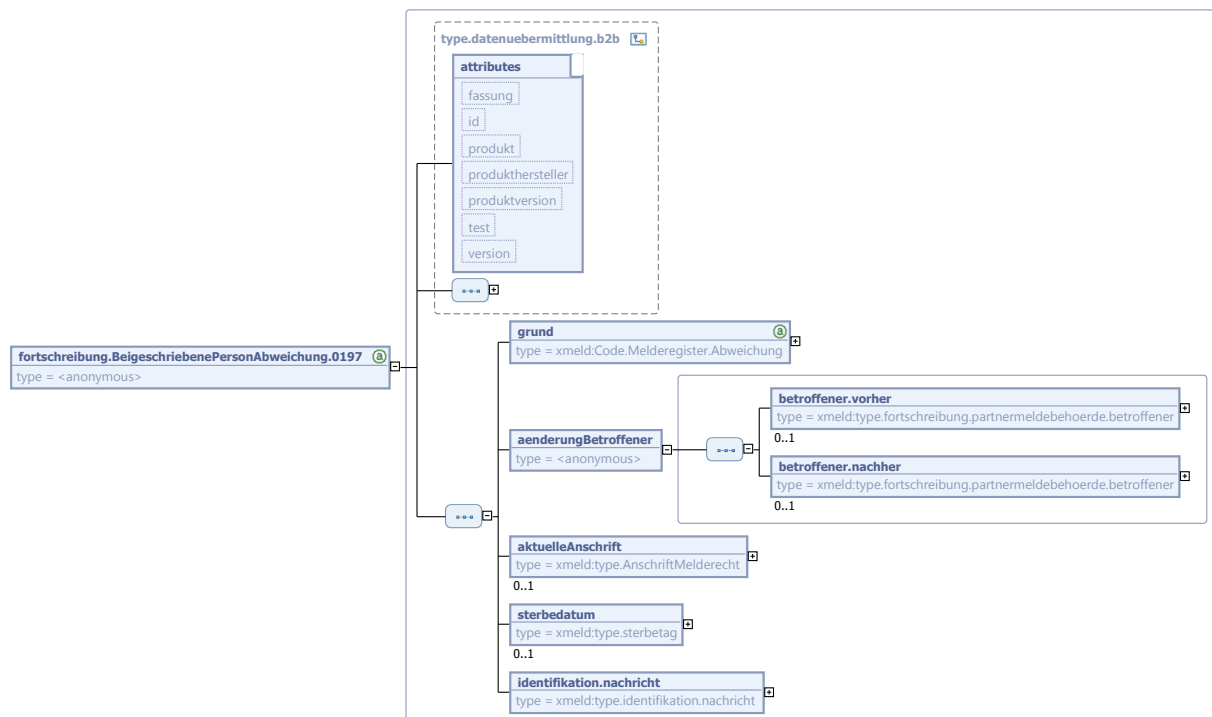 type.datenuebermittlung.b2b
attributes
fassung
id
produkt
produkthersteller
produktversion
test
version
fortschreibung.BeigeschriebenePersonAbweichung.0197 a
type = <anonymous>
grund a
type = xmeld:Code.Melderegister.Abweichung
aenderungBetroffener
type = <anonymous>
betroffener.vorher
type = xmeld:type.fortschreibung.partnermeldebehoerde.betroffener
0..1
betroffener.nachher
type = xmeld:type.fortschreibung.partnermeldebehoerde.betroffener
0..1
aktuelleAnschrift
type = xmeld:type.AnschriftMelderecht
0..1
sterbedatum
type = xmeld:type.sterbetag
0..1
identifikation.nachricht
type = xmeld:type.identifikation.nachricht